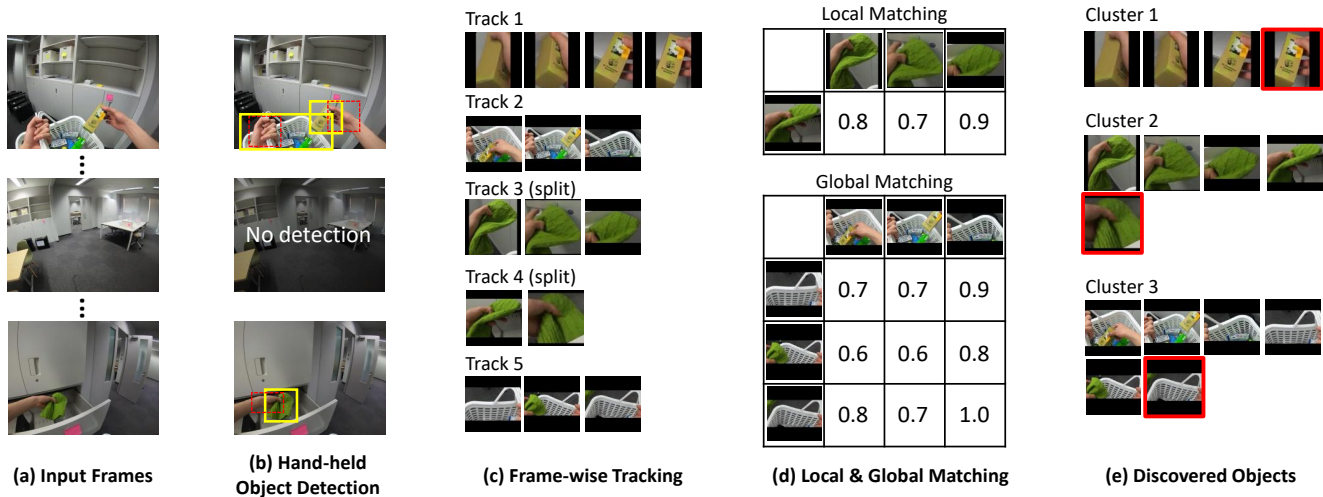 Track 1
Track 2
Track 3 (split)
Track 4 (split)
Track 5
No detection
Local Matching
0.8 0.7 0.9
Global Matching
0.7 0.7 0.9
0.6 0.6 0.8
0.8 0.7 1.0
Cluster 1
Cluster 2
Cluster 3
(a) Input Frames
(b) Hand-held
Object Detection
(c) Frame-wise Tracking
(d) Local & Global Matching
(e) Discovered Objects